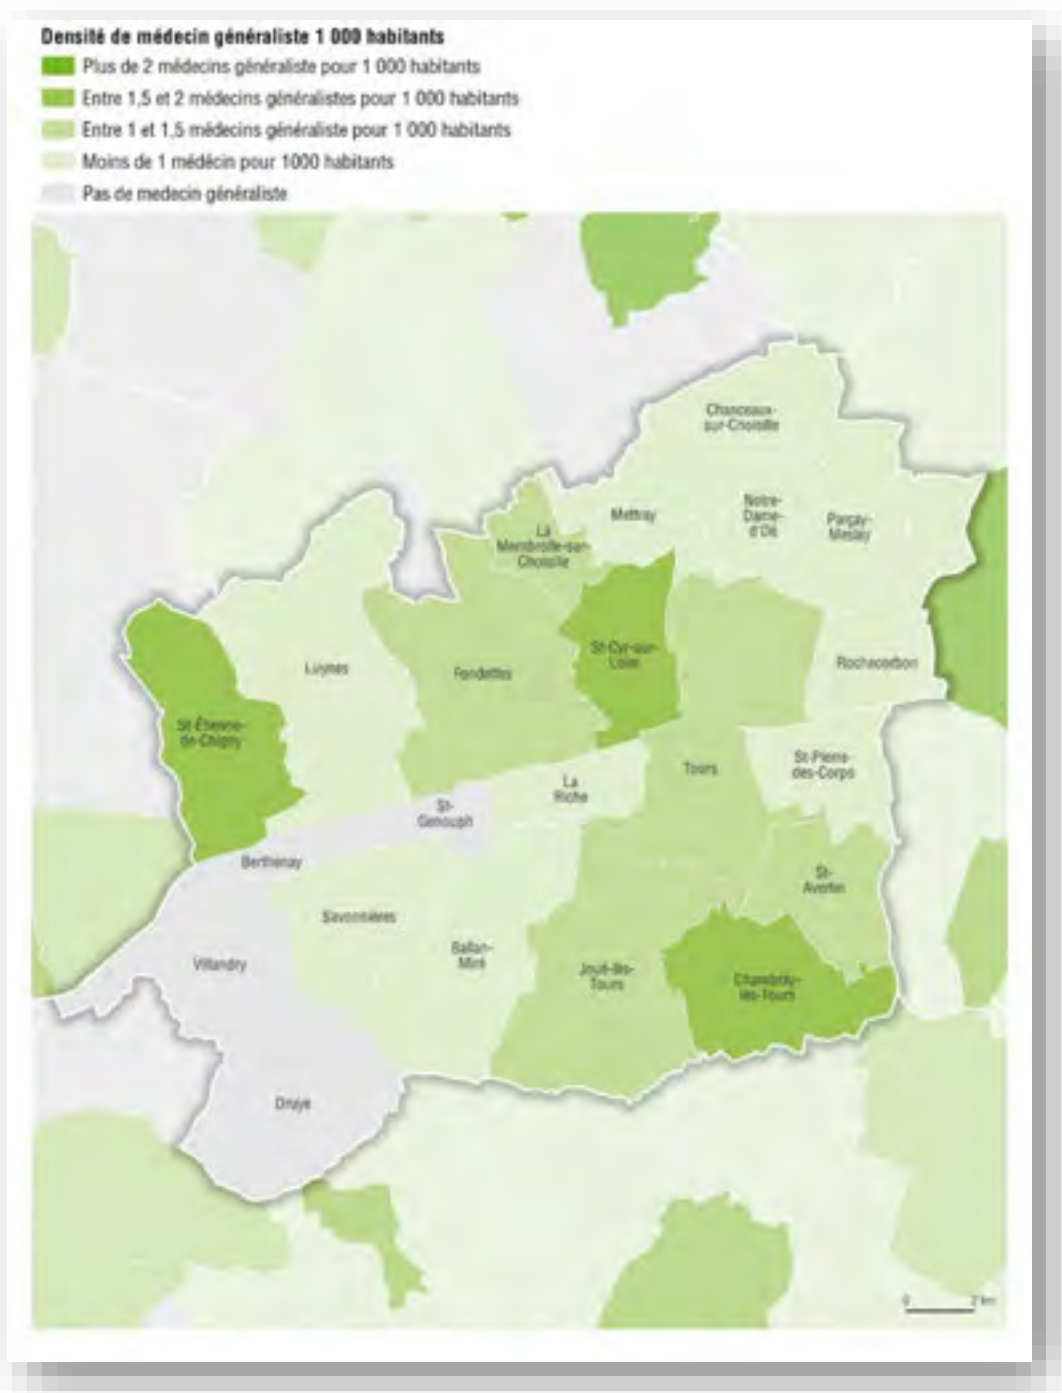 Densité de médecin généraliste 1 000 habitants
Plus de 2 médecins généraliste pour 1 000 habitants
Entre 1,5 et 2 médecins généralistes pour 1 000 habitants
Entre 1 et 1,5 médecins généraliste pour 1 000 habitants
Moins de 1 médécin pour 1000 habitants
Pas de medecin généraliste
Chanceaux-
sur-Choisille
Mettray
Notre-
Dame-
d'Oé
Parçay-
Meslay
La
Membrolle-sur-
Choisille
St-Cyr-sur-
Loire
Luynes
Fondettes
Rochecorbon
St-Étienne-
de-Chigny
Tours
St-Pierre-
des-Corps
La
Riche
St-
Genouph
Berthenay
St-
Avertin
Savonnières
Ballan-
Miré
Villandry
Joué-lès-
Tours
Chambray-
lès-Tours
Druye
0 2 km